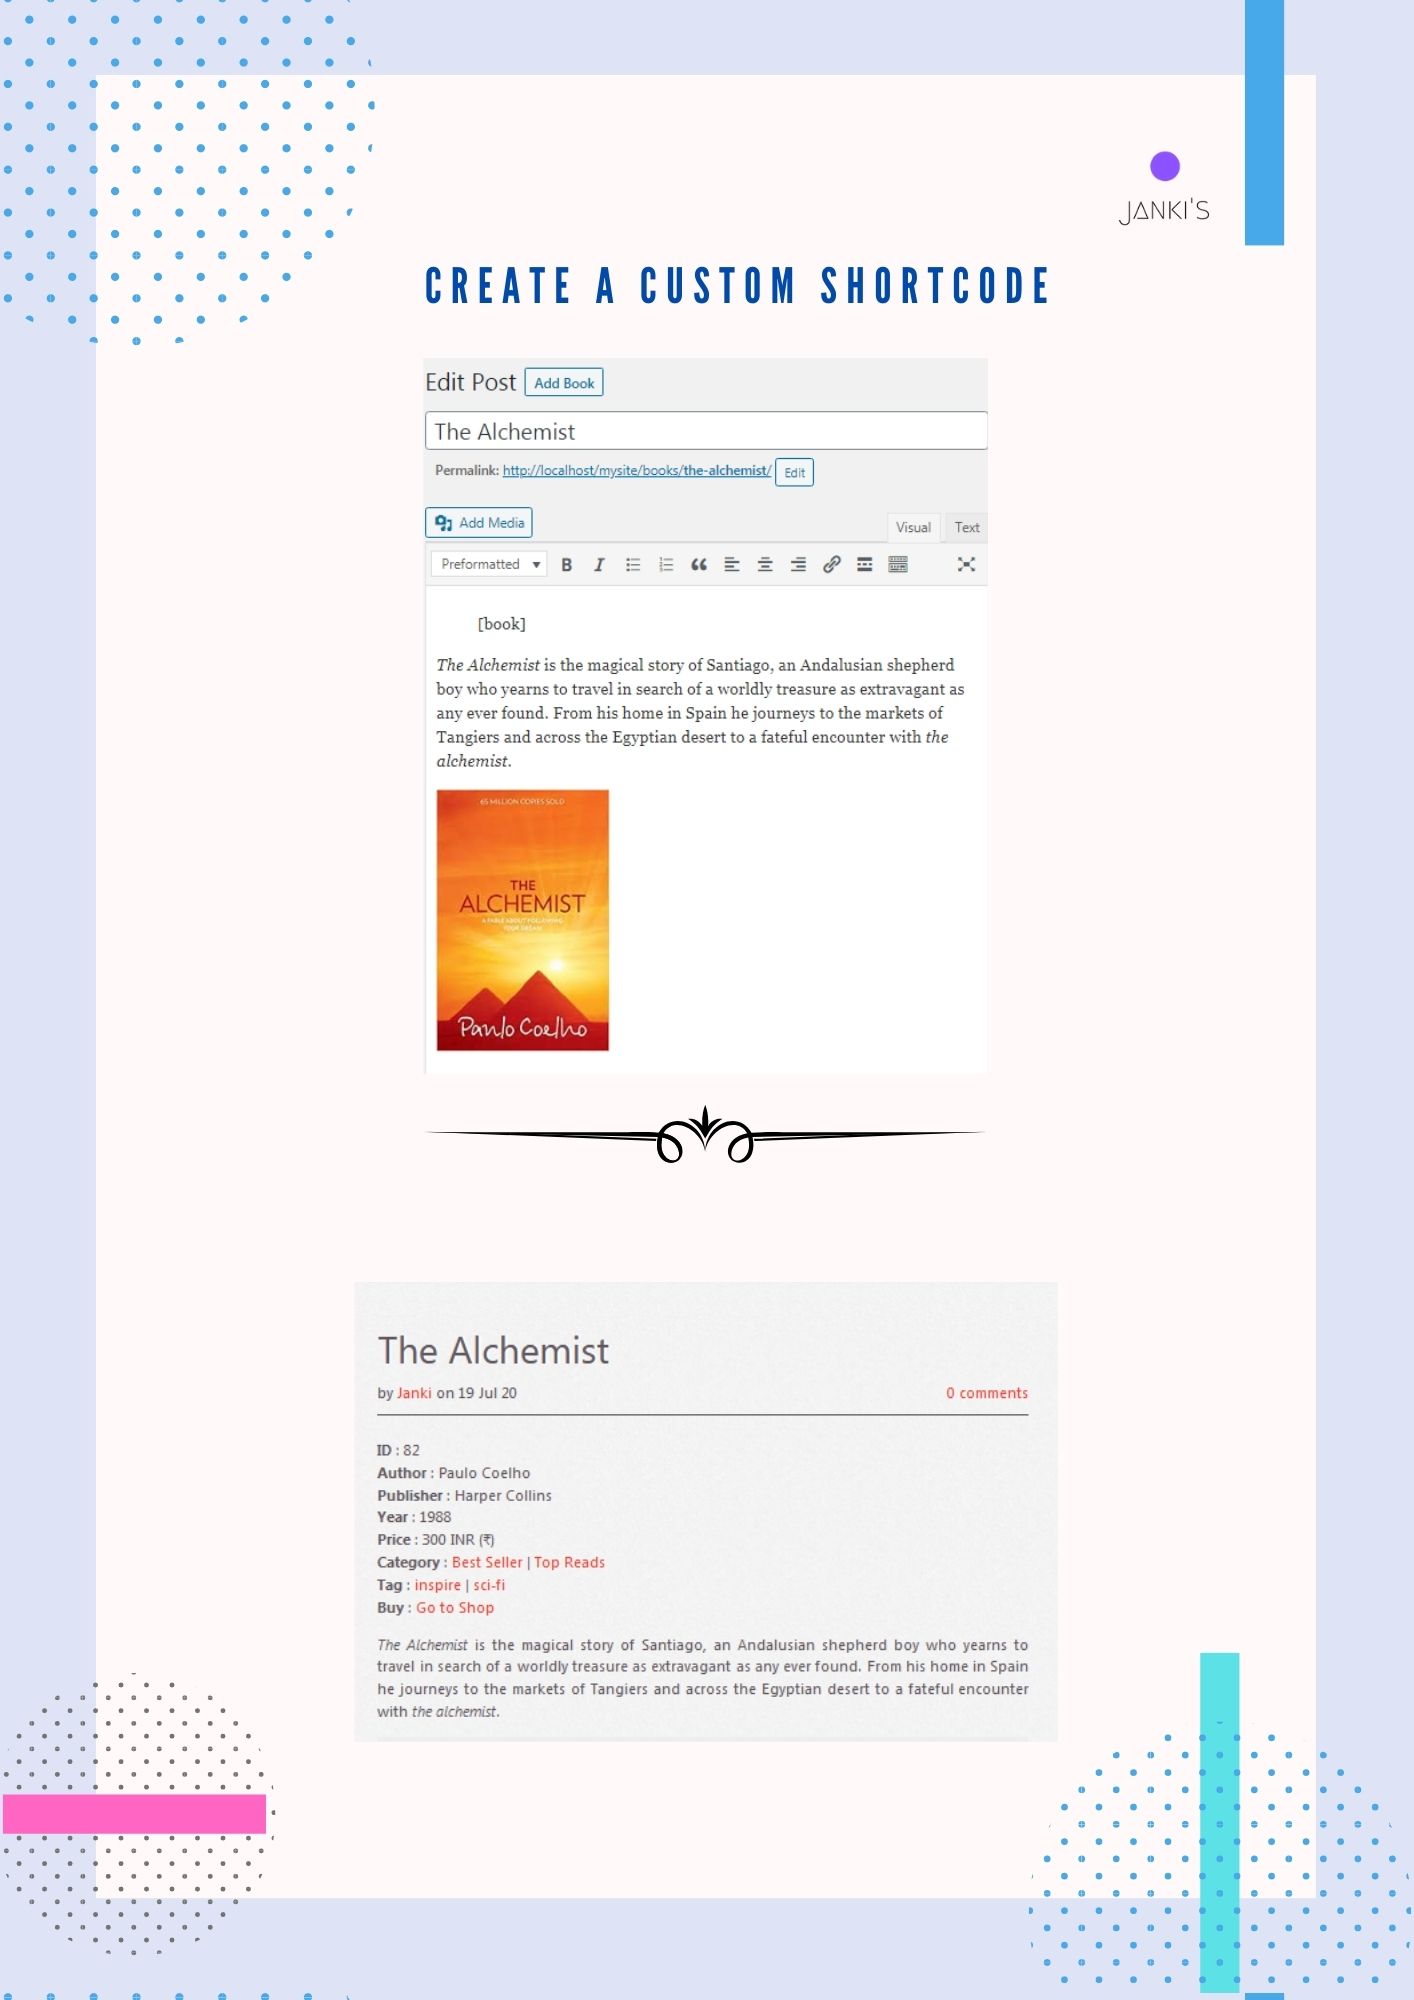 JANKI'S
CREATE A CUSTOM SHORTCODE
Edit Post Add Book
The Alchemist
Permalink: http://localhost/mysite/books/the-alchemist/ Edit
Add Media
Visual Text
Preformatted B I
[book]
The Alchemist is the magical story of Santiago, an Andalusian shepherd
boy who yearns to travel in search of a worldly treasure as extravagant as
any ever found. From his home in Spain he journeys to the markets of
Tangiers and across the Egyptian desert to a fateful encounter with the
alchemist.
65 MILLION COPIES SOLD
THE
ALCHEMIST
A FABLE ABOUT FOLLOWING
YOUR DREAM
Paulo Coelho
The Alchemist
by Janki on 19 Jul 20 0 comments
ID : 82
Author : Paulo Coelho
Publisher : Harper Collins
Year : 1988
Price : 300 INR (₹)
Category : Best Seller | Top Reads
Tag : inspire | sci-fi
Buy : Go to Shop
The Alchemist is the magical story of Santiago, an Andalusian shepherd boy who yearns to
travel in search of a worldly treasure as extravagant as any ever found. From his home in Spain
he journeys to the markets of Tangiers and across the Egyptian desert to a fateful encounter
with the alchemist.